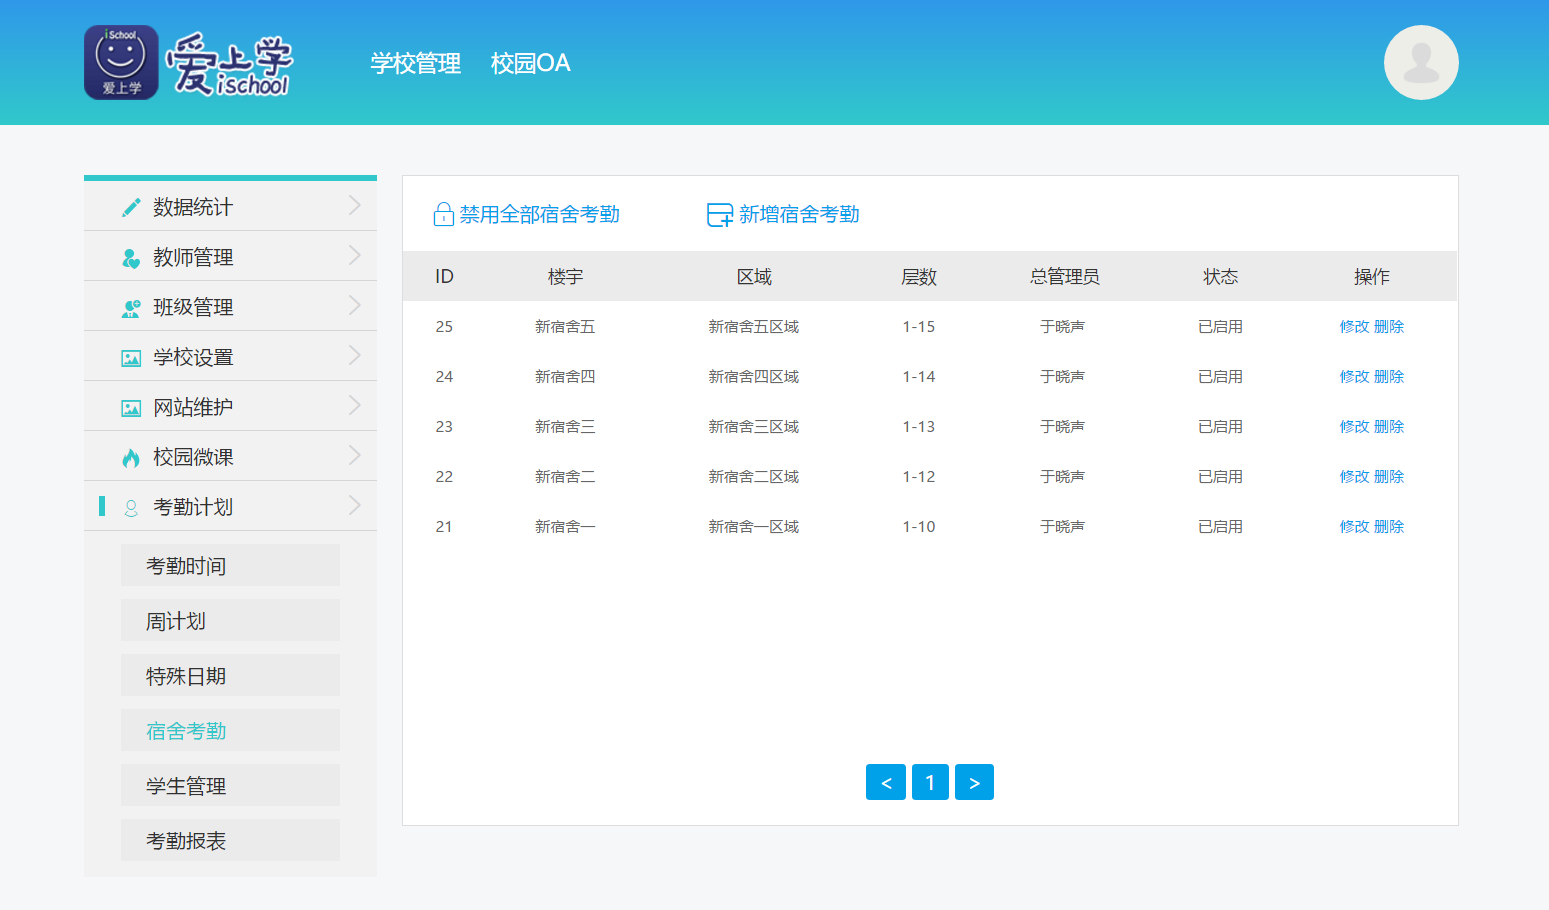 iSchool
爱上学
爱上学
ischool
学校管理 校园OA
数据统计
教师管理
班级管理
学校设置
网站维护
校园微课
考勤计划
考勤时间
周计划
特殊日期
宿舍考勤
学生管理
考勤报表
禁用全部宿舍考勤 新增宿舍考勤
ID 楼宇 区域 层数 总管理员 状态 操作
25 新宿舍五 新宿舍五区域 1-15 于晓声 已启用 修改 删除
24 新宿舍四 新宿舍四区域 1-14 于晓声 已启用 修改 删除
23 新宿舍三 新宿舍三区域 1-13 于晓声 已启用 修改 删除
22 新宿舍二 新宿舍二区域 1-12 于晓声 已启用 修改 删除
21 新宿舍一 新宿舍一区域 1-10 于晓声 已启用 修改 删除
< 1 >